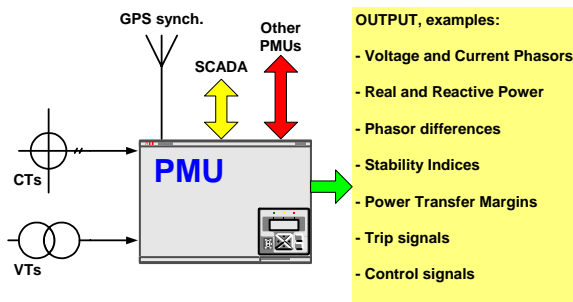 GPS synch.
SCADA
Other
PMUs
CTs
VTs
PMU
OUTPUT, examples:
- Voltage and Current Phasors
- Real and Reactive Power
- Phasor differences
- Stability Indices
- Power Transfer Margins
- Trip signals
- Control signals